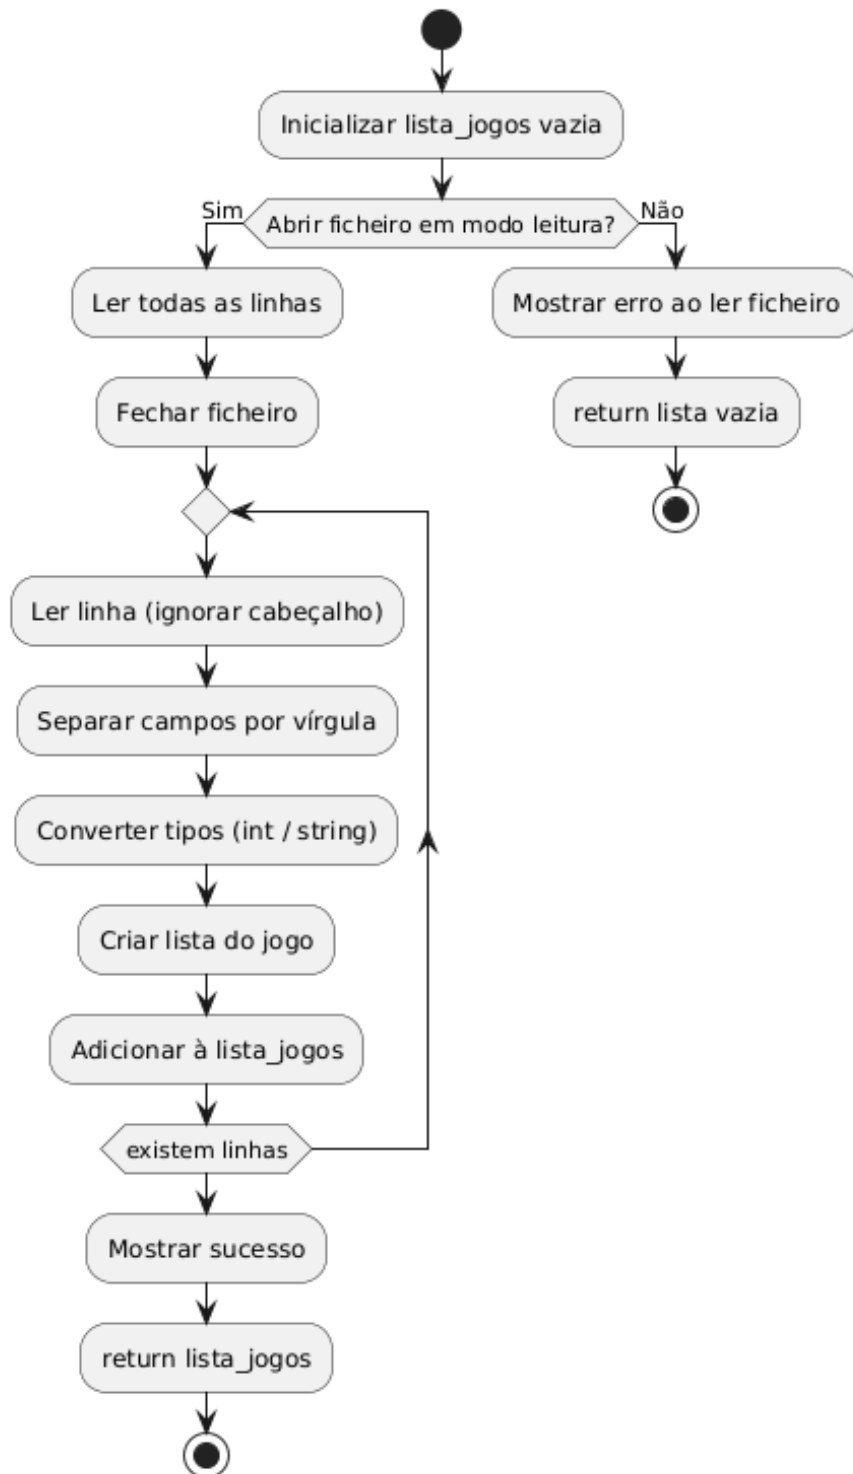 Inicializar lista_jogos vazia
Sim
Abrir ficheiro em modo leitura?
Não
Ler todas as linhas
Mostrar erro ao ler ficheiro
Fechar ficheiro
return lista vazia
Ler linha (ignorar cabeçalho)
Separar campos por vírgula
Converter tipos (int / string)
Criar lista do jogo
Adicionar à lista_jogos
existem linhas
Mostrar sucesso
return lista_jogos